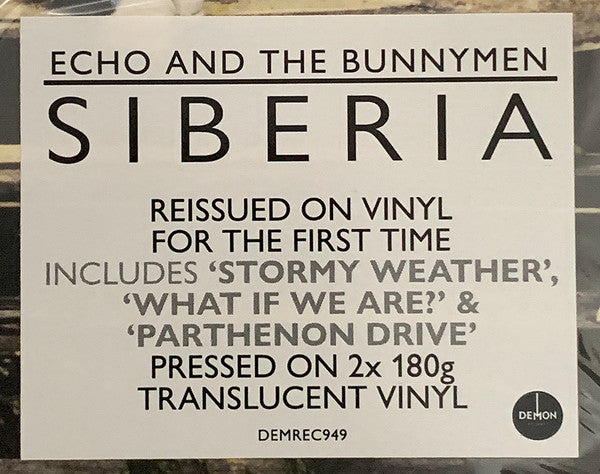 ECHO AND THE BUNNYMEN
SIBERIA
REISSUED ON VINYL
FOR THE FIRST TIME
INCLUDES ‘STORMY WEATHER’,
‘WHAT IF WE ARE?’ &
‘PARTHENON DRIVE’
PRESSED ON 2x 180g
TRANSLUCENT VINYL
DEMON
DEMREC949